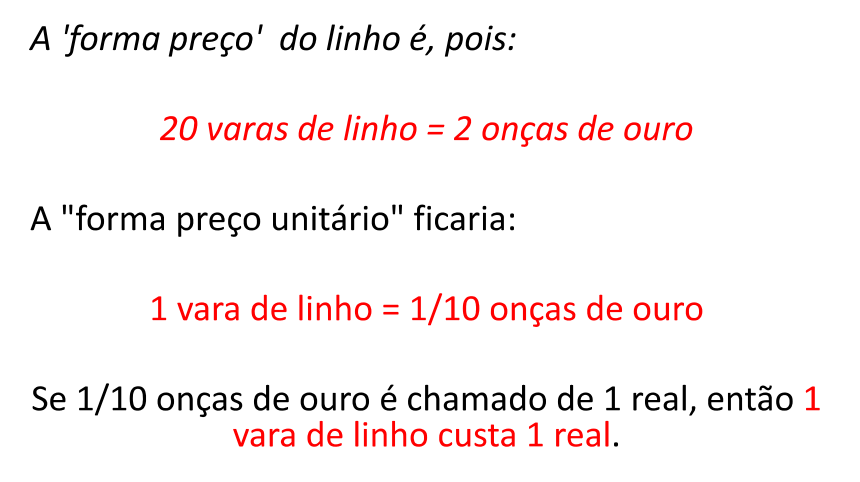 A 'forma preço'  do linho é, pois:
20 varas de linho = 2 onças de ouro
A "forma preço unitário" ficaria:
1 vara de linho = 1/10 onças de ouro
Se 1/10 onças de ouro é chamado de 1 real, então 1
vara de linho custa 1 real.